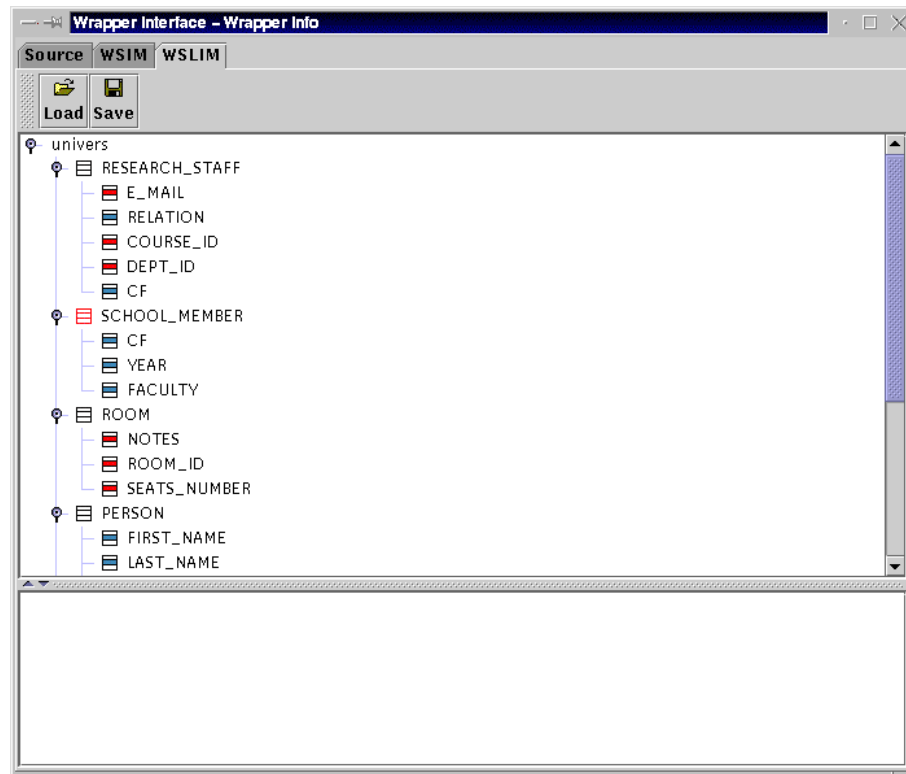 Wrapper Interface – Wrapper Info
Source WSIM WSLIM
Load Save
univers
RESEARCH_STAFF
E_MAIL
RELATION
COURSE_ID
DEPT_ID
CF
SCHOOL_MEMBER
CF
YEAR
FACULTY
ROOM
NOTES
ROOM_ID
SEATS_NUMBER
PERSON
FIRST_NAME
LAST_NAME